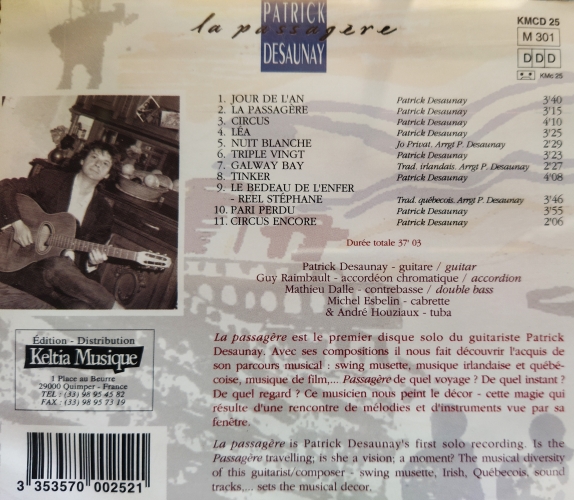 PATRICK
la passagère
DESAUNAY
KMCD 25
M 301
D D D
KMc 25
1. JOUR DE L'AN Patrick Desaunay 3'40
2. LA PASSAGÈRE Patrick Desaunay 3'15
3. CIRCUS Patrick Desaunay 4'10
4. LÉA Patrick Desaunay 3'25
5. NUIT BLANCHE Jo Privat. Arrgt P. Desaunay 2'29
6. TRIPLE VINGT Patrick Desaunay 3'23
7. GALWAY BAY Trad. irlandais. Arrgt P. Desaunay 2'27
8. TINKER Patrick Desaunay 4'08
9. LE BEDEAU DE L'ENFER
- REEL STÉPHANE Trad. québecois. Arrgt P. Desaunay 3'46
10. PARI PERDU Patrick Desaunay 3'55
11. CIRCUS ENCORE Patrick Desaunay 2'06
Durée totale 37' 03
Patrick Desaunay - guitare / guitar
Guy Raimbault - accordéon chromatique / accordion
Mathieu Dalle - contrebasse / double bass
Michel Esbelin - cabrette
& André Houziaux - tuba
Édition - Distribution
Keltia Musique
1 Place au Beurre
29000 Quimper - France
TEL : (33) 98 95 45 82
FAX : (33) 98 95 73 19
La passagère est le premier disque solo du guitariste Patrick
Desaunay. Avec ses compositions il nous fait découvrir l'acquis de
son parcours musical : swing musette, musique irlandaise et québé-
coise, musique de film,... Passagère de quel voyage ? De quel instant ?
De quel regard ? Ce musicien nous peint le décor - cette magie qui
résulte d'une rencontre de mélodies et d'instruments vue par sa
fenêtre.
La passagère is Patrick Desaunay's first solo recording. Is the
Passagère travelling; is she a vision; a moment? The musical diversity
of this guitarist/composer - swing musette, Irish, Québecois, sound
tracks,... sets the musical decor.
3 353570 002521